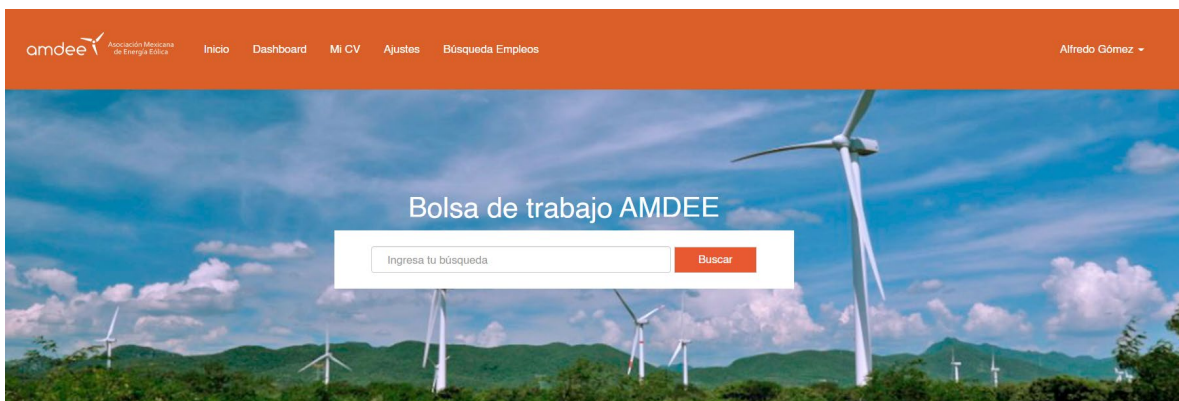 amdee Asociación Mexicana
de Energía Eólica
Inicio Dashboard Mi CV Ajustes Búsqueda Empleos Alfredo Gómez
Bolsa de trabajo AMDEE
Ingresa tu búsqueda Buscar